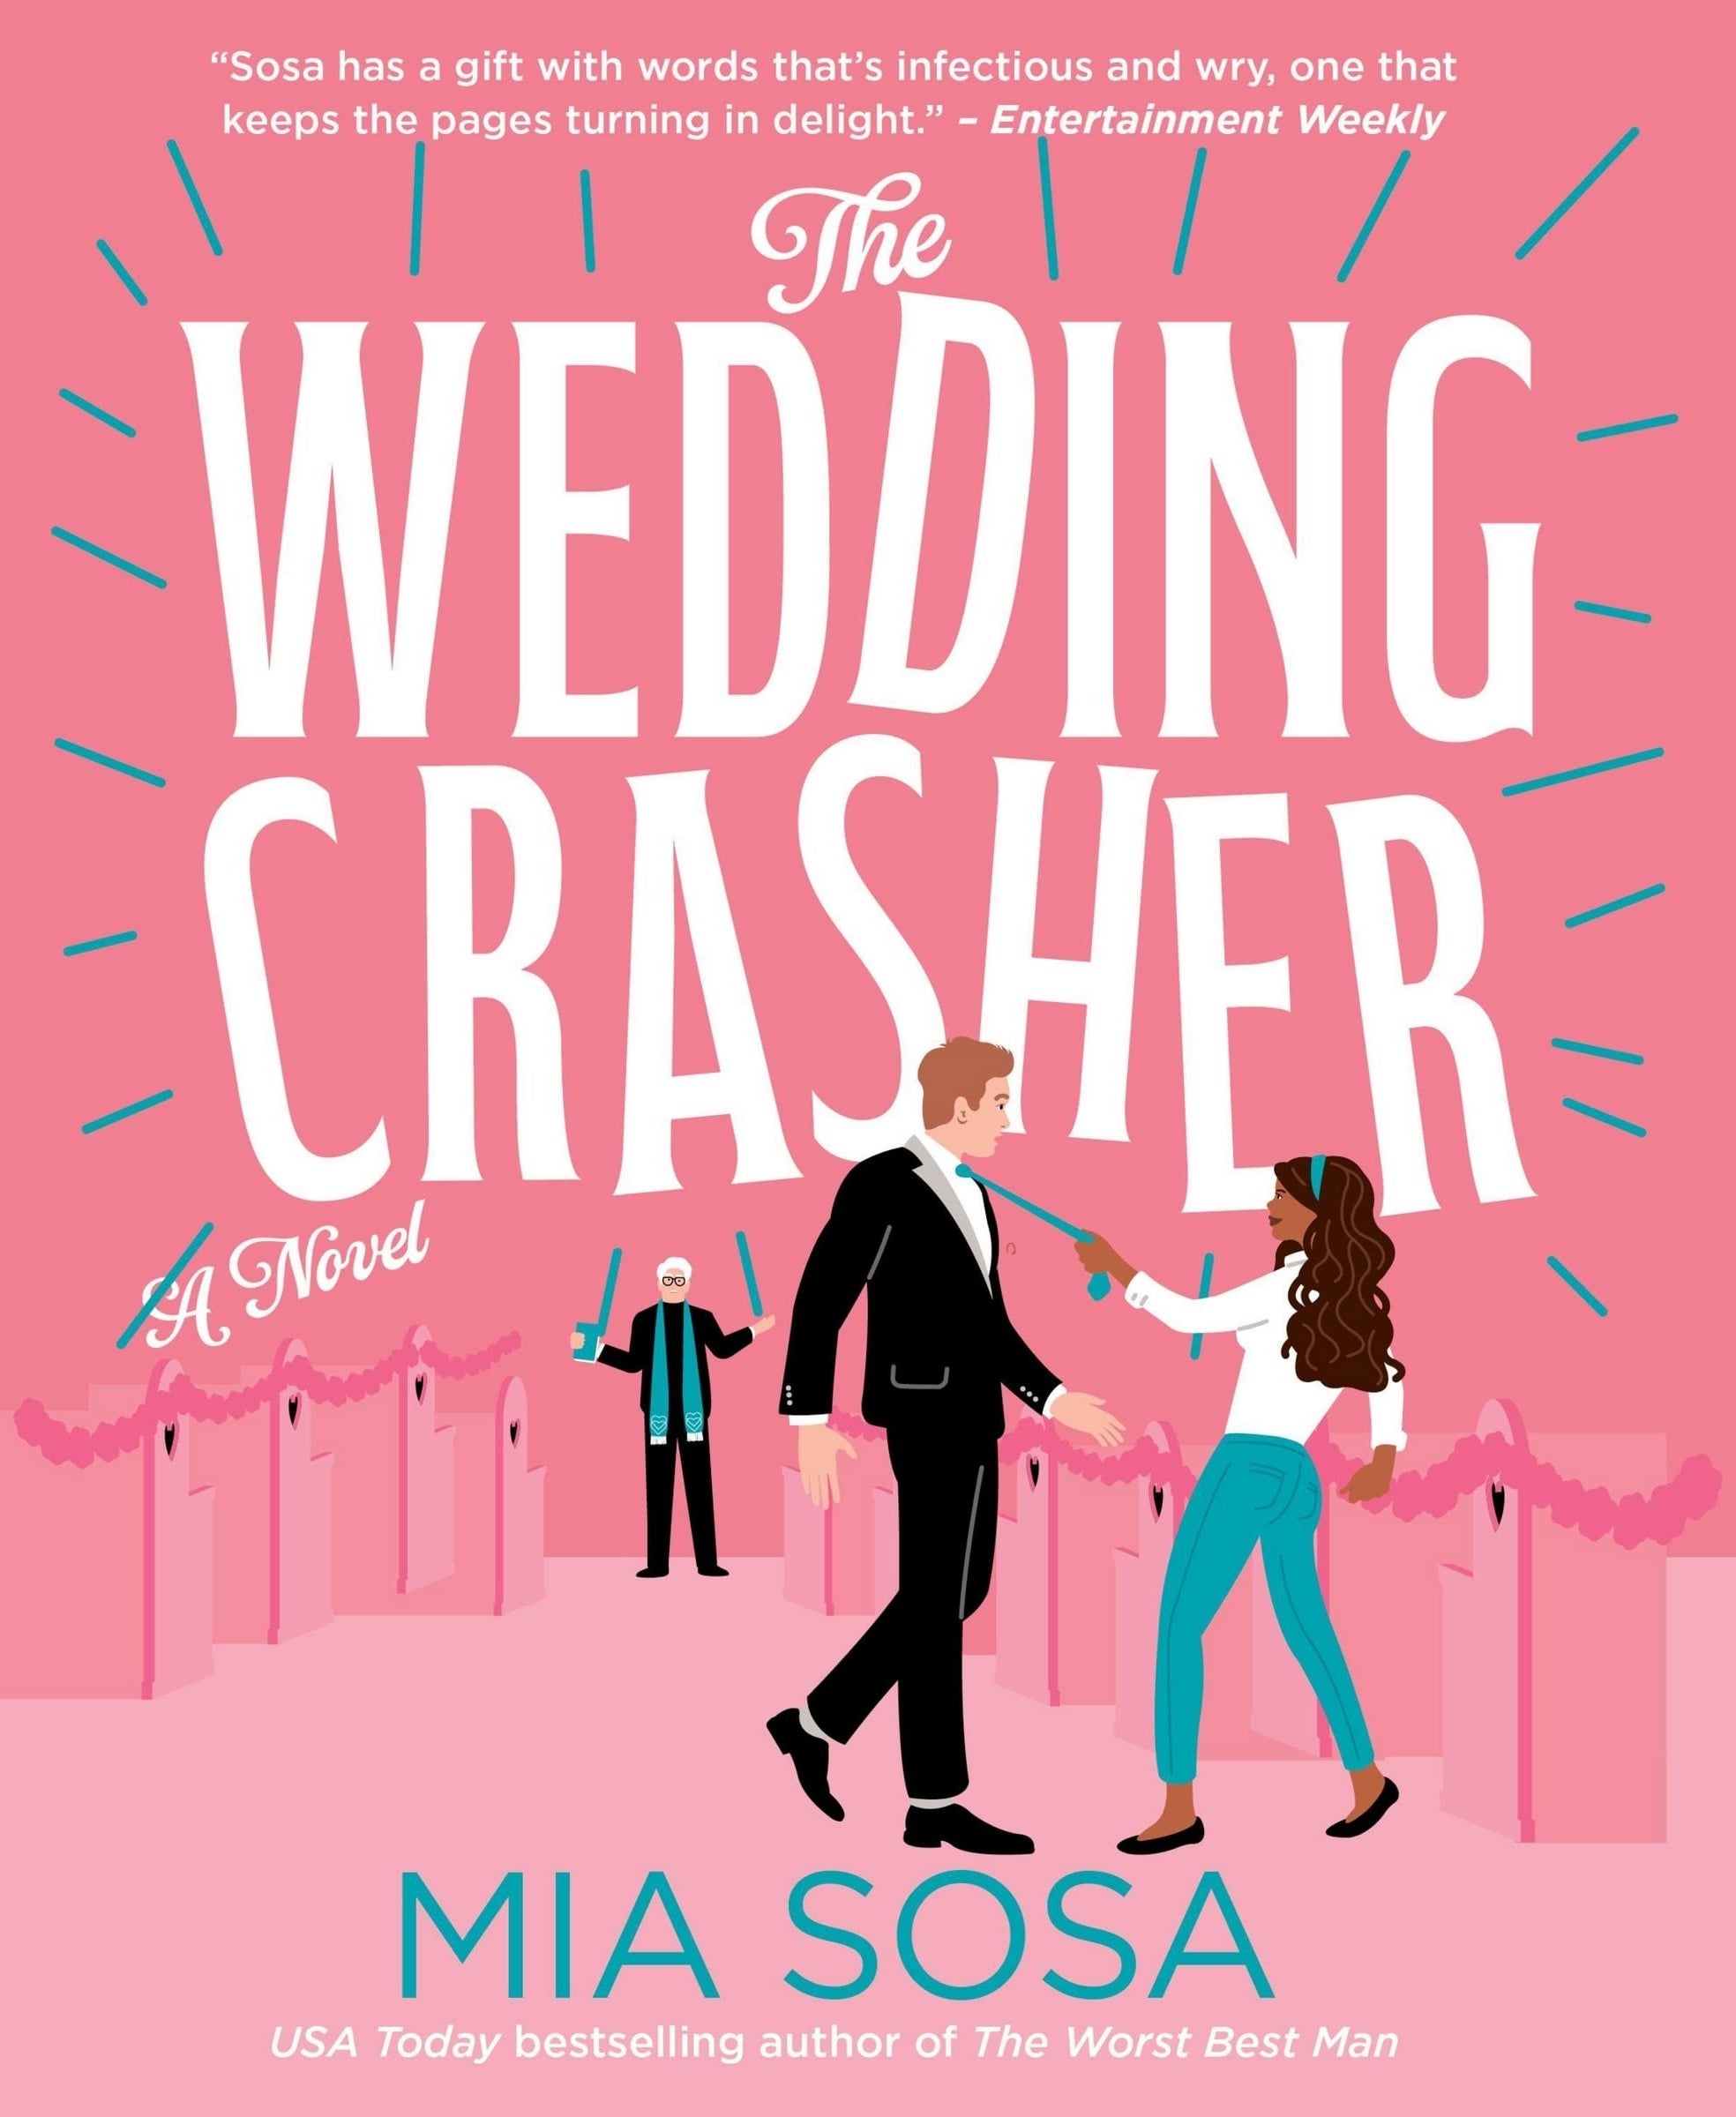 “Sosa has a gift with words that’s infectious and wry, one that
keeps the pages turning in delight.” – Entertainment Weekly
The
WEDDING
CRASHER
A Novel
MIA SOSA
USA Today bestselling author of The Worst Best Man